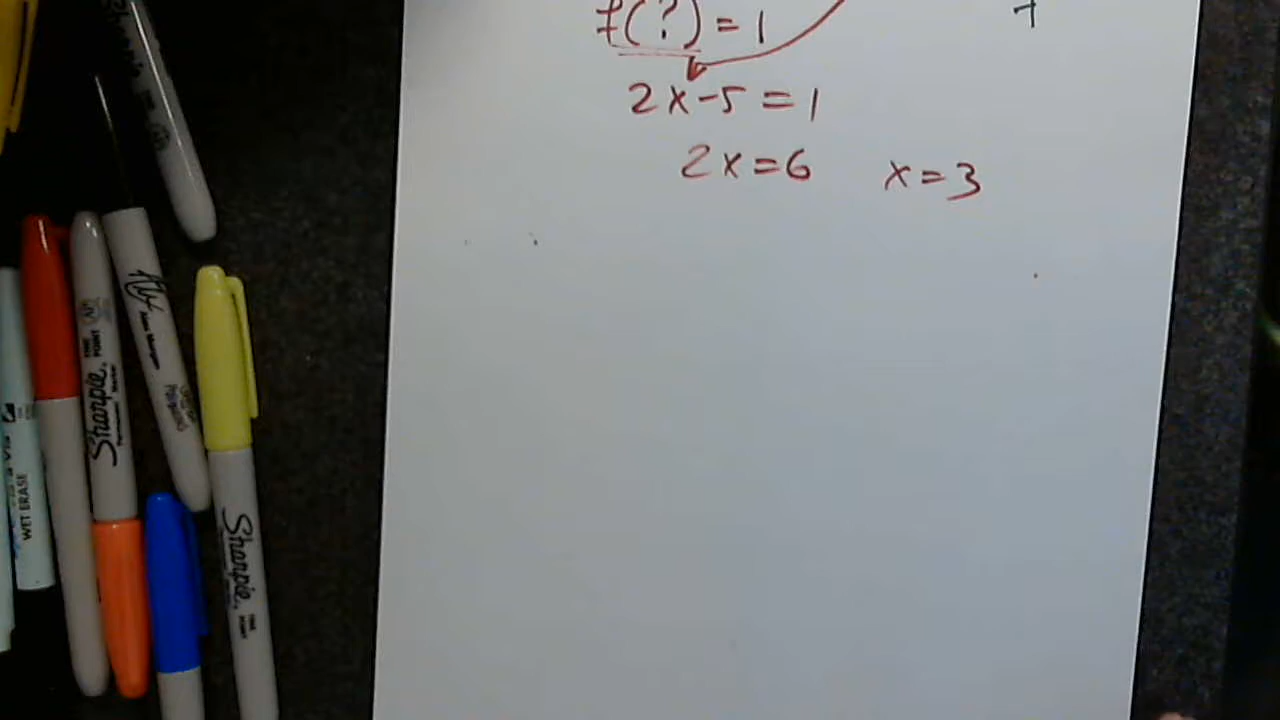 f(?) = 1
2x-5 = 1
2x = 6 x = 3
Sharpie
Sharpie
WET ERASE